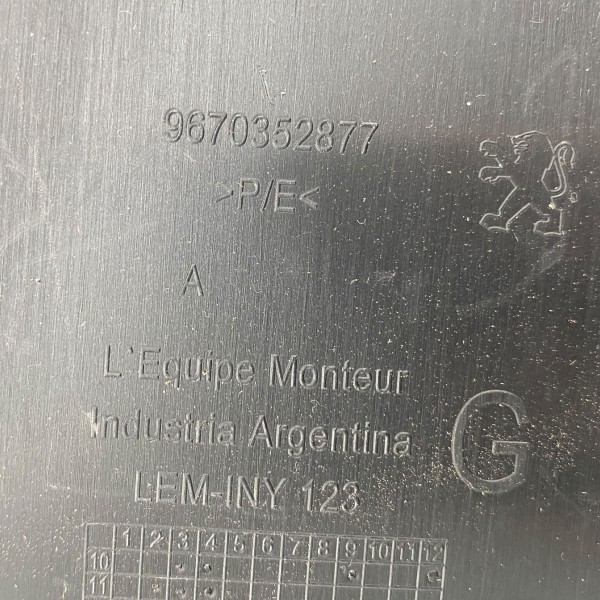 9670352877
>P/E<
A
L`Equipe Monteur
Industria Argentina
G
LEM-INY 123
1 2 3 4 5 6 7 8 9 10 11 12
10
11